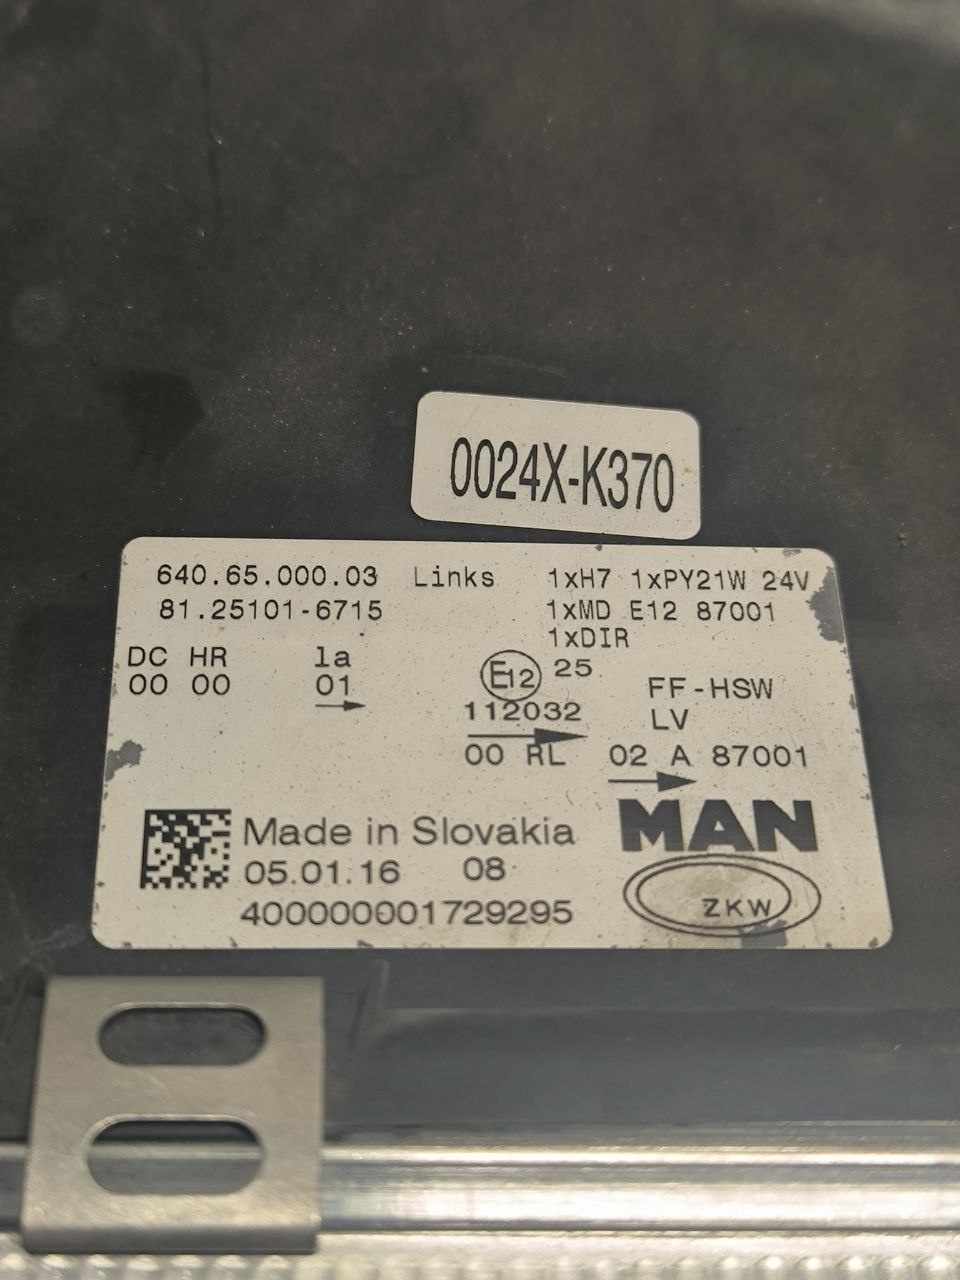 0024X-K370
640.65.000.03 Links 1xH7 1xPY21W 24V
81.25101-6715 1xMD E12 87001
1xDIR
DC HR 1a E12 25
00 00 01 FF-HSW
112032 LV
00 RL 02 A 87001
MAN
Made in Slovakia
05.01.16 08
400000001729295
ZKW